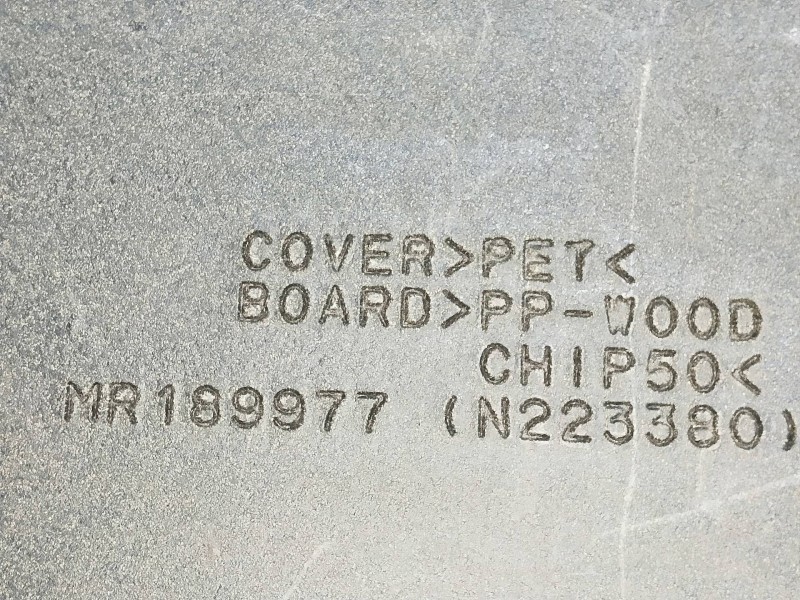 COVER>PET<
BOARD>PP-WOOD
CHIP50<
MR189977 (N223380)